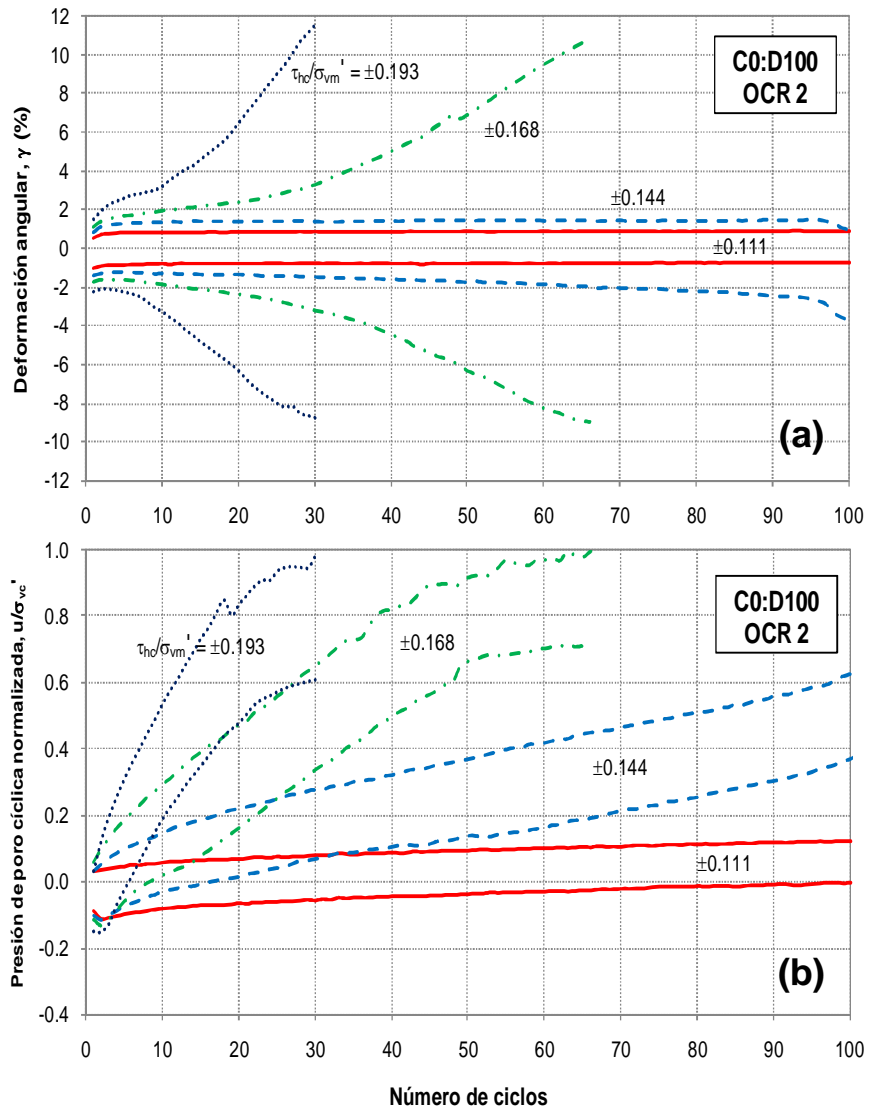 Deformación angular, γ (%)
12
10
8
6
4
2
0
-2
-4
-6
-8
-10
-12
τhc/σvm' = ±0.193
±0.168
±0.144
±0.111
C0:D100
OCR 2
(a)
0 10 20 30 40 50 60 70 80 90 100
Presión de poro cíclica normalizada, u/σvc'
1.0
0.8
0.6
0.4
0.2
0.0
-0.2
-0.4
τhc/σvm' = ±0.193
±0.168
±0.144
±0.111
C0:D100
OCR 2
(b)
0 10 20 30 40 50 60 70 80 90 100
Número de ciclos